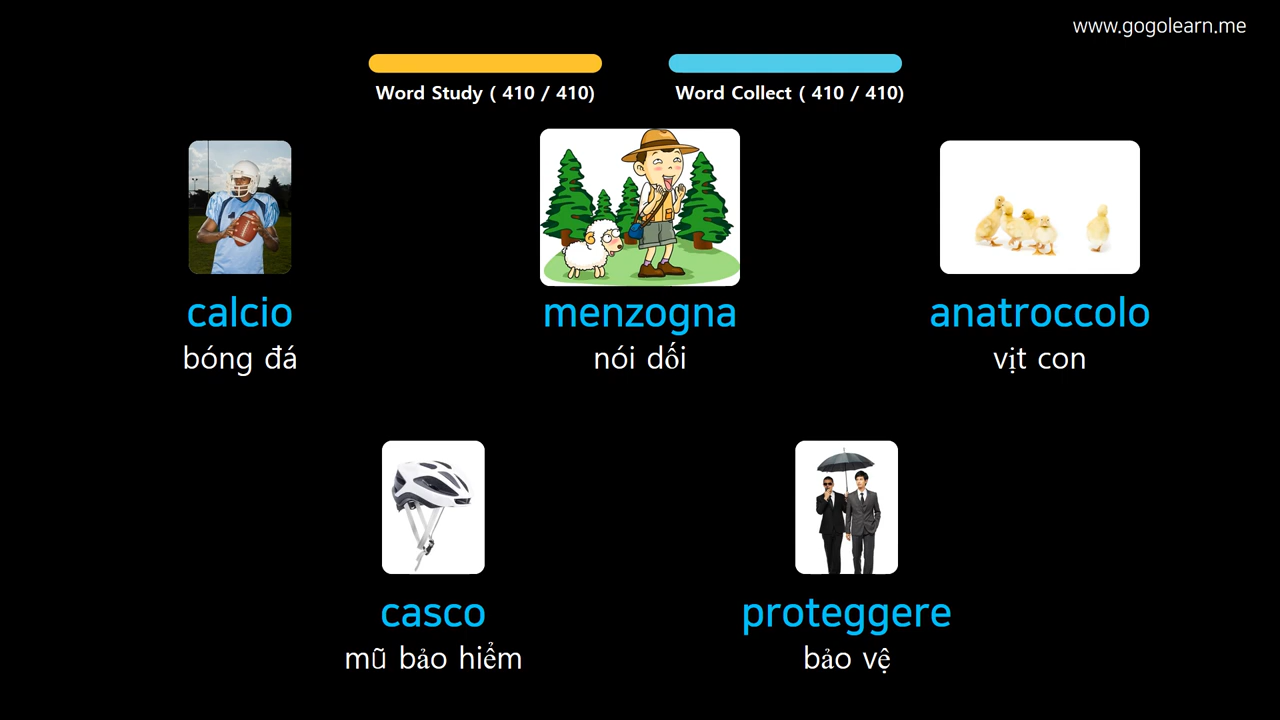 www.gogolearn.me
Word Study ( 410 / 410)
Word Collect ( 410 / 410)
calcio
bóng đá
menzogna
nói dối
anatroccolo
vịt con
casco
mũ bảo hiểm
proteggere
bảo vệ